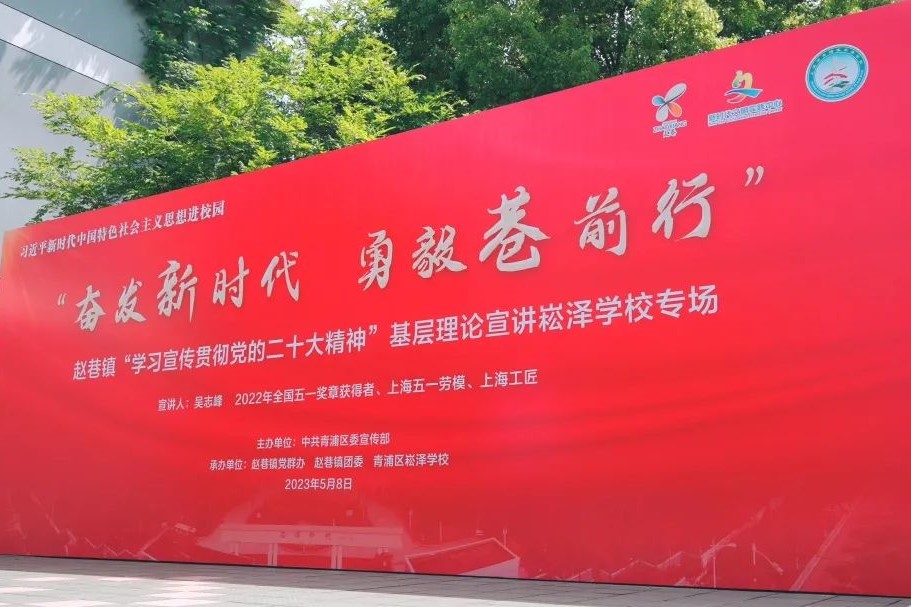 习近平新时代中国特色社会主义思想进校园
“奋发新时代 勇毅巷前行”
赵巷镇“学习宣传贯彻党的二十大精神”基层理论宣讲崧泽学校专场
宣讲人：吴志峰 2022年全国五一奖章获得者、上海五一劳模、上海工匠
主办单位：中共青浦区委宣传部
承办单位：赵巷镇党群办 赵巷镇团委 青浦区崧泽学校
2023年5月8日